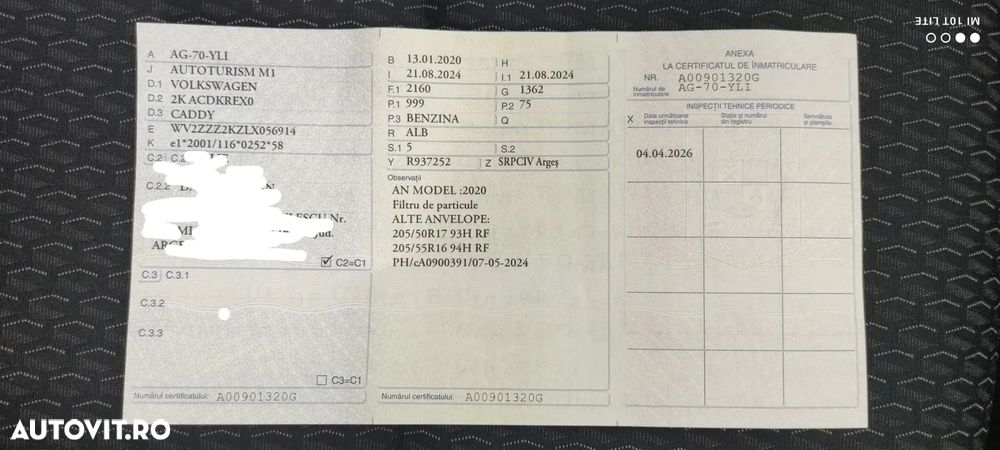 A AG-70-YLI
J AUTOTURISM M1
D.1 VOLKSWAGEN
D.2 2K ACDKREX0
D.3 CADDY
E WV2ZZZ2KZLX056914
K e1*2001/116*0252*58
C.2
C.2.2
Nr.
jud.
C2=C1
C.3 C.3.1
C.3.2
C.3.3
C3=C1
Numărul certificatului: A00901320G
B 13.01.2020 H
I 21.08.2024 I.1 21.08.2024
F.1 2160 G 1362
P.1 999 P.2 75
P.3 BENZINA Q
R ALB
S.1 5 S.2
Y R937252 Z SRPCIV Argeș
Observații
AN MODEL :2020
Filtru de particule
ALTE ANVELOPE:
205/50R17 93H RF
205/55R16 94H RF
PH/cA0900391/07-05-2024
Numărul certificatului: A00901320G
ANEXA
LA CERTIFICATUL DE ÎNMATRICULARE
NR. A00901320G
Numărul de înmatriculare AG-70-YLI
INSPECȚII TEHNICE PERIODICE
X Data următoarei inspecții tehnice
Stația și numărul din registru
Semnătura și ștampila
04.04.2026
MI 10T LITE
AUTOVIT.RO